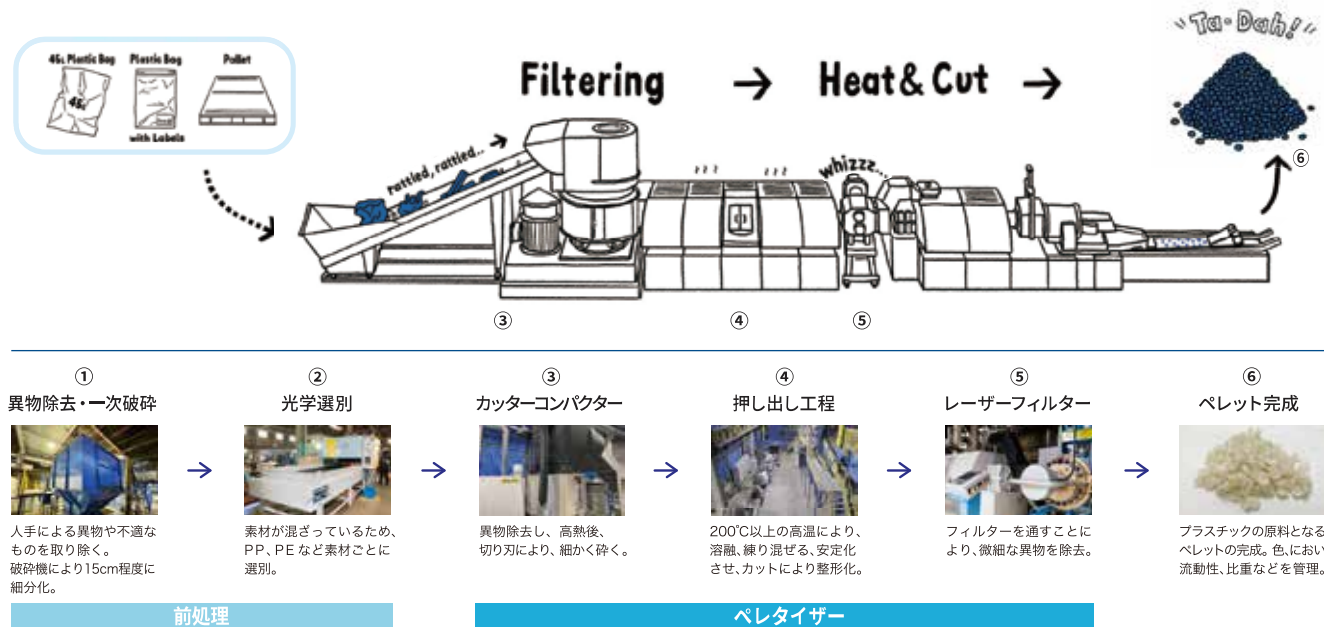 "Ta-Dah!"
45L Plastic Bag
Plastic Bag
Pallet
45L
with Labels
Filtering → Heat & Cut →
rattled, rattled..
whizzz...
⑥
③
④
⑤
①
異物除去・一次破砕
人手による異物や不適な
ものを取り除く。
破砕機により15cm程度に
細分化。
②
光学選別
素材が混ざっているため、
PP、PEなど素材ごとに
選別。
前処理
③
カッターコンパクター
異物除去し、高熱後、
切り刃により、細かく砕く。
④
押し出し工程
200℃以上の高温により、
溶融、練り混ぜる、安定化
させ、カットにより整形化。
⑤
レーザーフィルター
フィルターを通すことに
より、微細な異物を除去。
ペレタイザー
⑥
ペレット完成
プラスチックの原料となる
ペレットの完成。色、におい
流動性、比重などを管理。